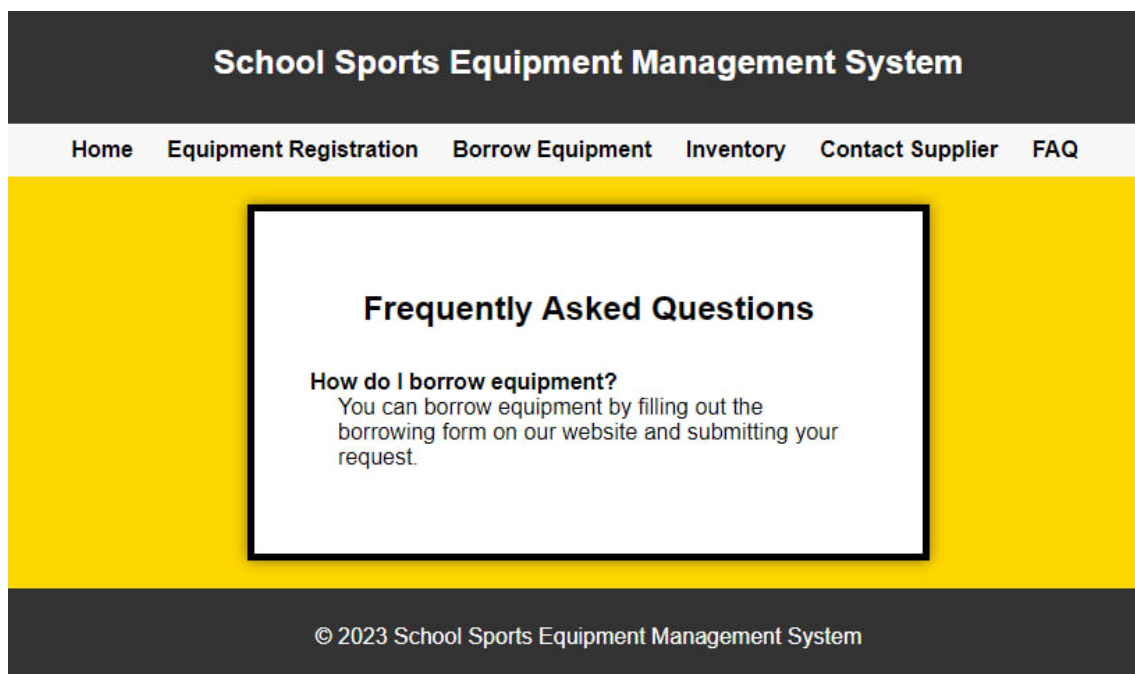 School Sports Equipment Management System
Home Equipment Registration Borrow Equipment Inventory Contact Supplier FAQ
Frequently Asked Questions
How do I borrow equipment?
You can borrow equipment by filling out the
borrowing form on our website and submitting your
request.
© 2023 School Sports Equipment Management System